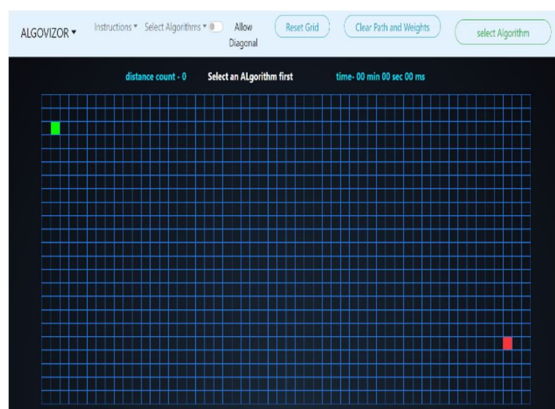 ALGOVIZOR
Instructions Select Algorithms Allow Diagonal Reset Grid Clear Path and Weights select Algorithm
distance count - 0 Select an ALgorithm first time- 00 min 00 sec 00 ms